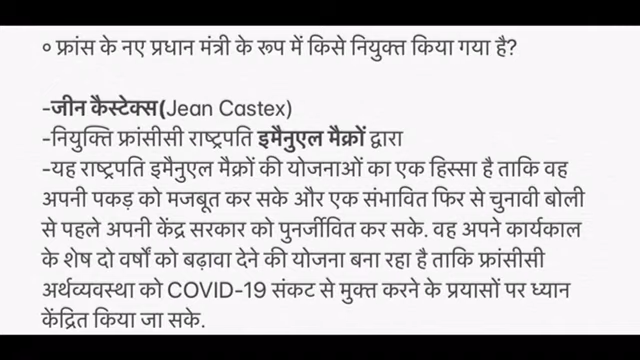 ० फ्रांस के नए प्रधान मंत्री के रूप में किसे नियुक्त किया गया है?
-जीन कैस्टेक्स(Jean Castex)
-नियुक्ति फ्रांसीसी राष्ट्रपति इमैनुएल मैक्रों द्वारा
-यह राष्ट्रपति इमैनुएल मैक्रों की योजनाओं का एक हिस्सा है ताकि वह
अपनी पकड़ को मजबूत कर सके और एक संभावित फिर से चुनावी बोली
से पहले अपनी केंद्र सरकार को पुनर्जीवित कर सके. वह अपने कार्यकाल
के शेष दो वर्षों को बढ़ावा देने की योजना बना रहा है ताकि फ्रांसीसी
अर्थव्यवस्था को COVID-19 संकट से मुक्त करने के प्रयासों पर ध्यान
केंद्रित किया जा सके.